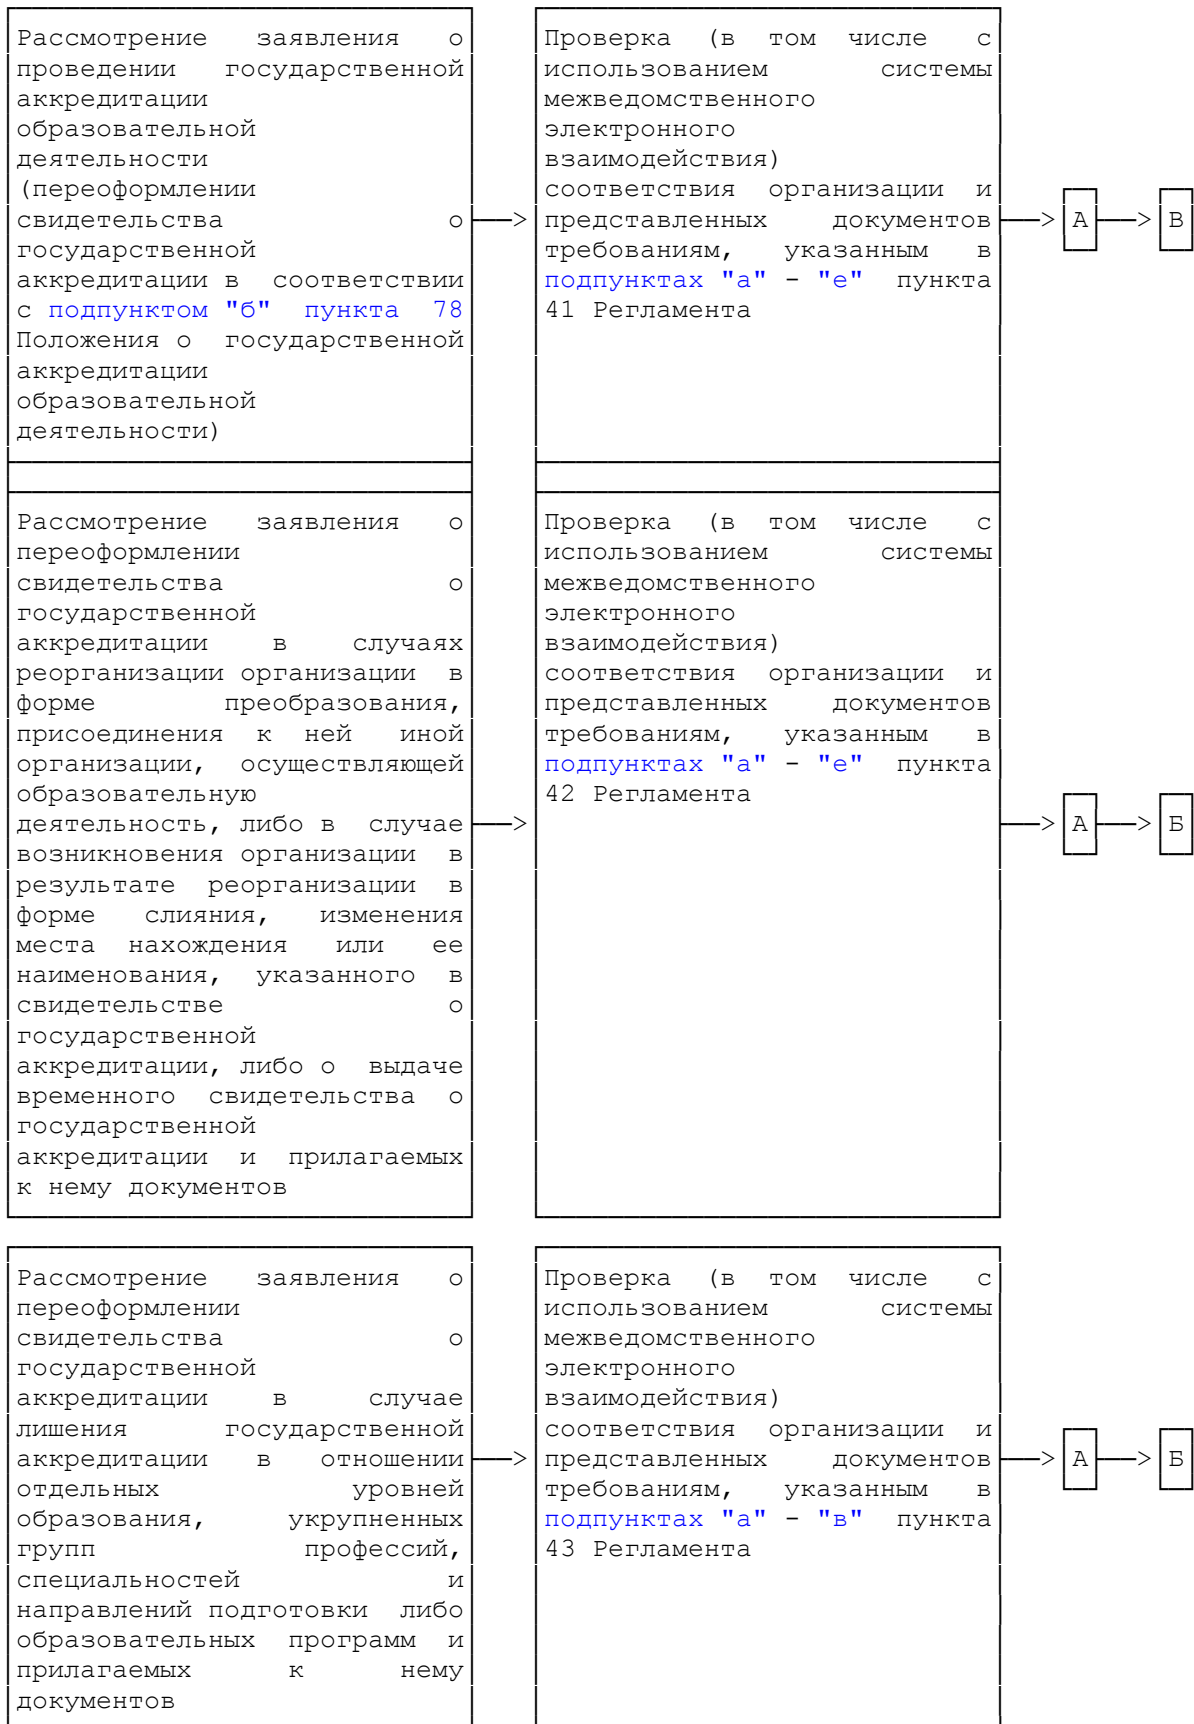 Рассмотрение заявления о
проведении государственной
аккредитации
образовательной
деятельности
(переоформлении
свидетельства о
государственной
аккредитации в соответствии
с подпунктом "б" пункта 78
Положения о государственной
аккредитации
образовательной
деятельности)
Проверка (в том числе с
использованием системы
межведомственного
электронного
взаимодействия)
соответствия организации и
представленных документов
требованиям, указанным в
подпунктах "а" - "е" пункта
41 Регламента
А
В
Рассмотрение заявления о
переоформлении
свидетельства о
государственной
аккредитации в случаях
реорганизации организации в
форме преобразования,
присоединения к ней иной
организации, осуществляющей
образовательную
деятельность, либо в случае
возникновения организации в
результате реорганизации в
форме слияния, изменения
места нахождения или ее
наименования, указанного в
свидетельстве о
государственной
аккредитации, либо о выдаче
временного свидетельства о
государственной
аккредитации и прилагаемых
к нему документов
Проверка (в том числе с
использованием системы
межведомственного
электронного
взаимодействия)
соответствия организации и
представленных документов
требованиям, указанным в
подпунктах "а" - "е" пункта
42 Регламента
А
Б
Рассмотрение заявления о
переоформлении
свидетельства о
государственной
аккредитации в случае
лишения государственной
аккредитации в отношении
отдельных уровней
образования, укрупненных
групп профессий,
специальностей и
направлений подготовки либо
образовательных программ и
прилагаемых к нему
документов
Проверка (в том числе с
использованием системы
межведомственного
электронного
взаимодействия)
соответствия организации и
представленных документов
требованиям, указанным в
подпунктах "а" - "в" пункта
43 Регламента
А
Б